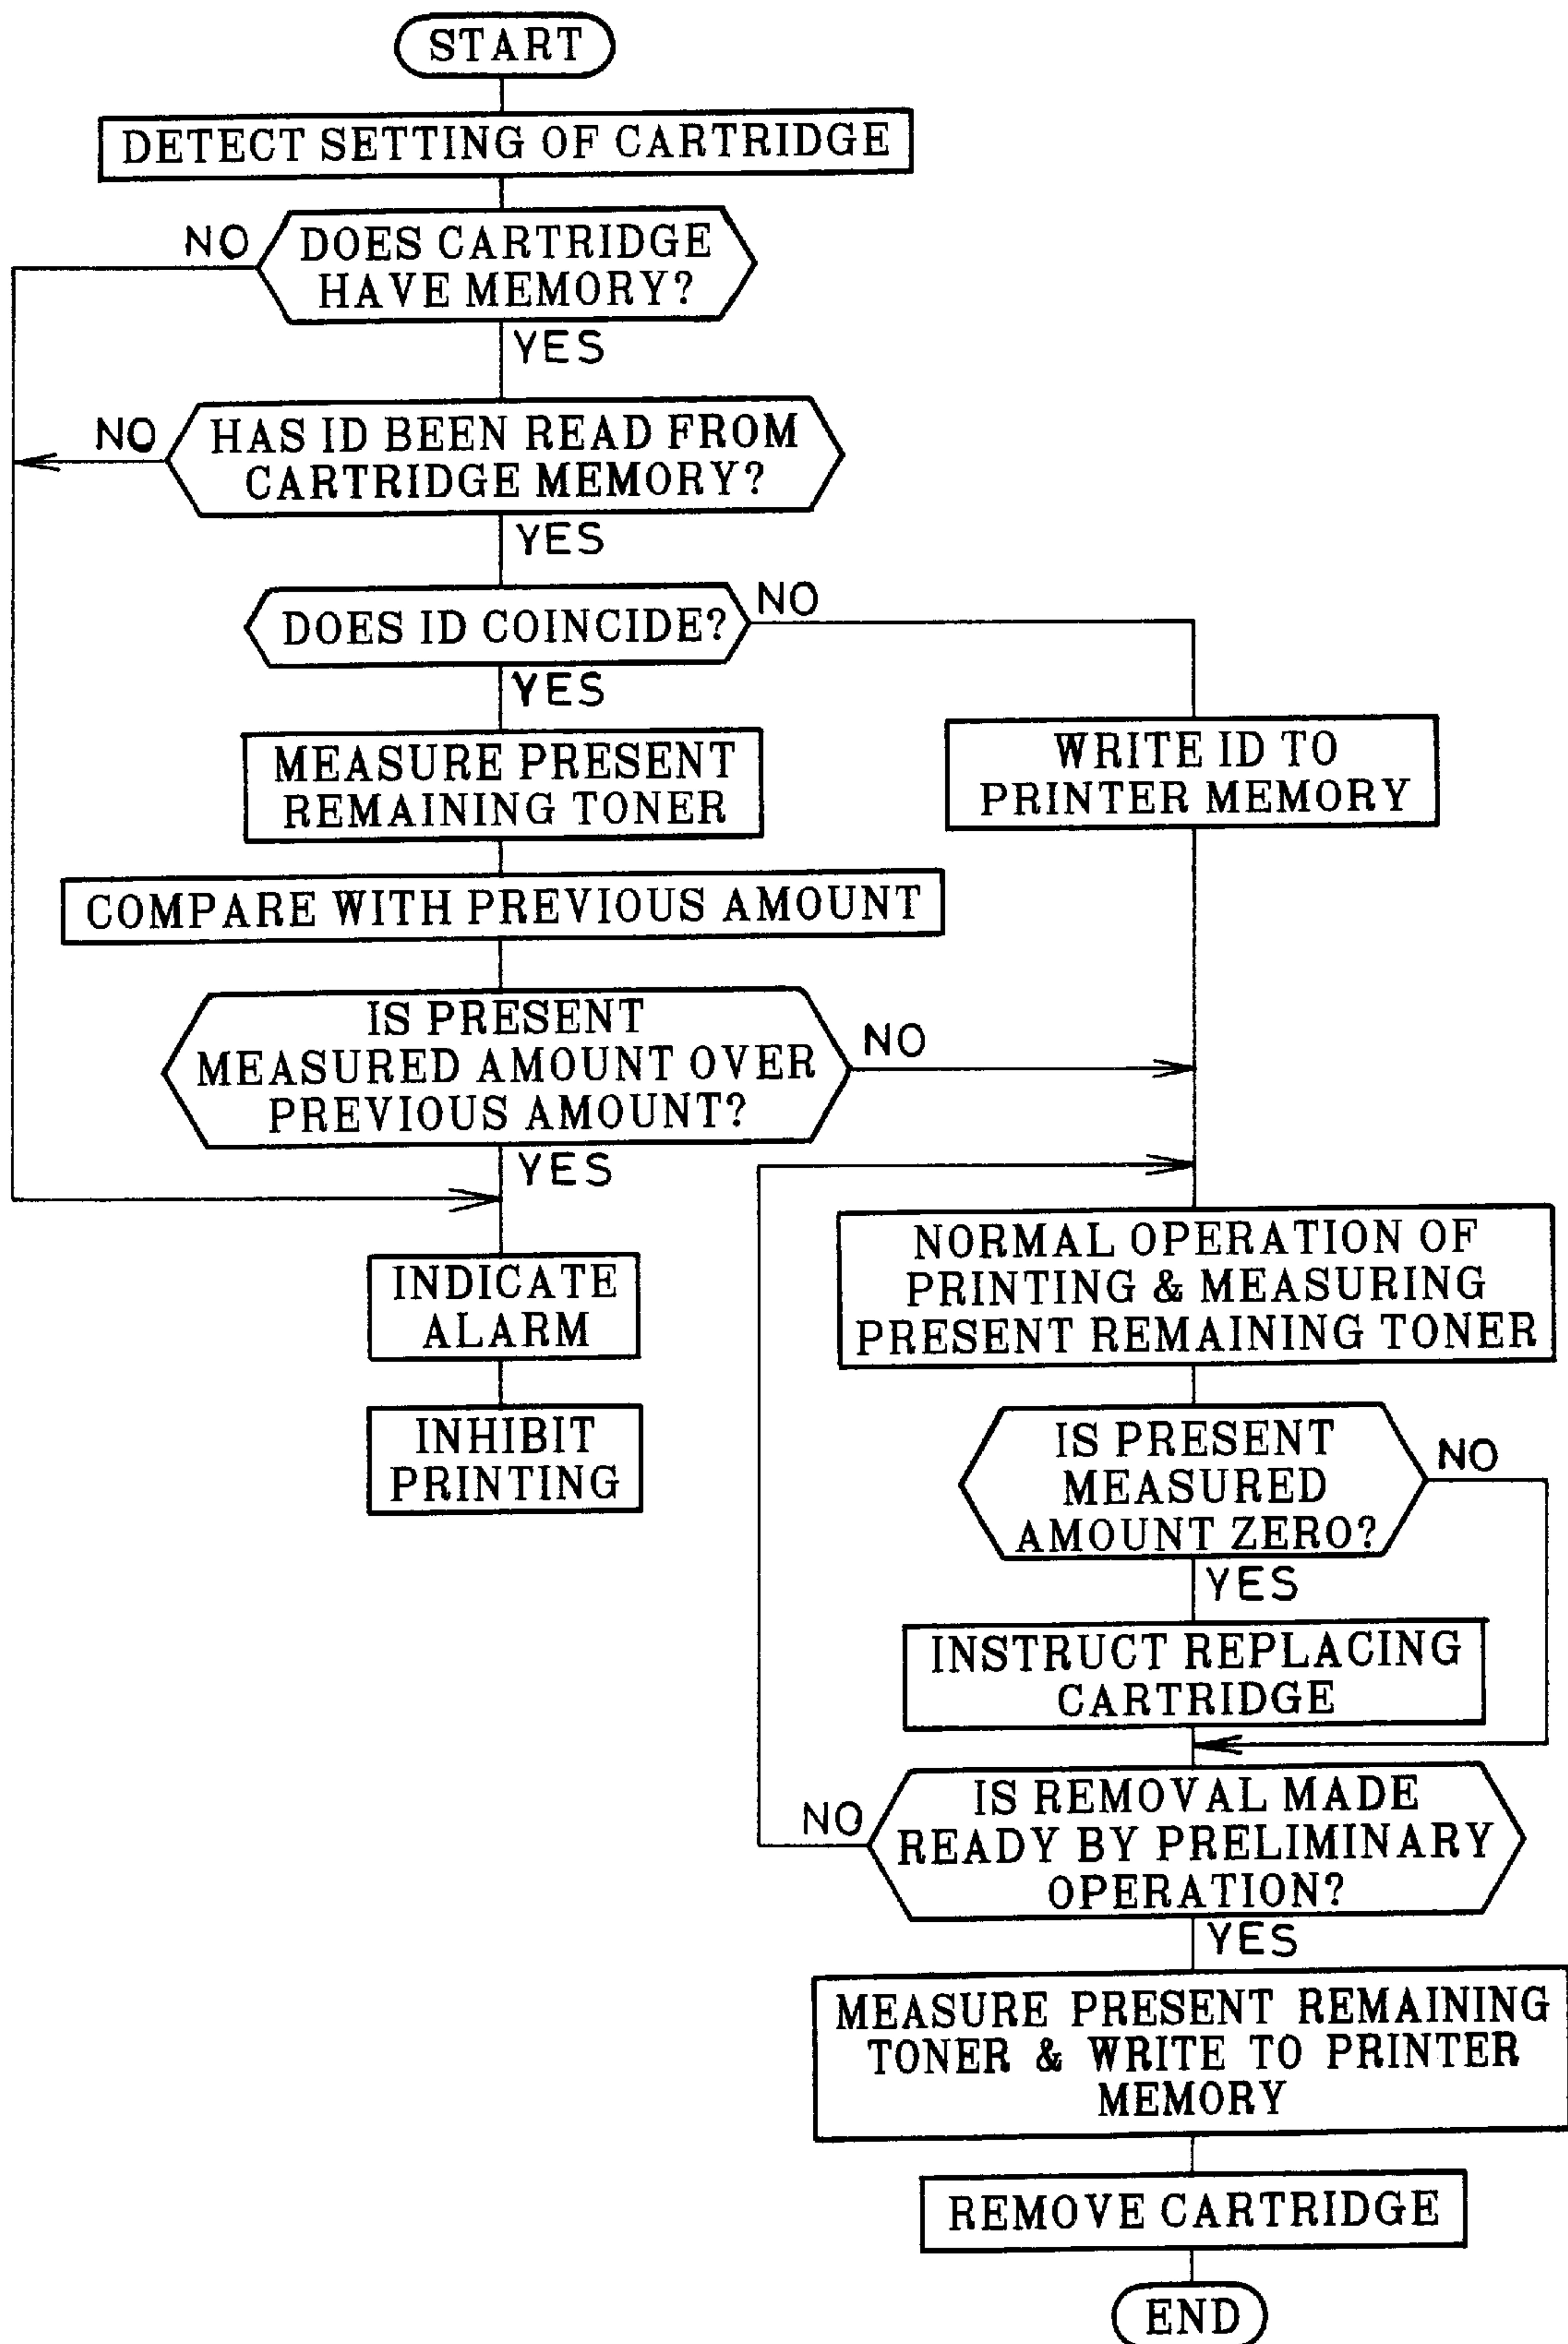 START
DETECT SETTING OF CARTRIDGE
NO
DOES CARTRIDGE
HAVE MEMORY?
YES
NO
HAS ID BEEN READ FROM
CARTRIDGE MEMORY?
YES
DOES ID COINCIDE?
NO
YES
MEASURE PRESENT
REMAINING TONER
WRITE ID TO
PRINTER MEMORY
COMPARE WITH PREVIOUS AMOUNT
IS PRESENT
MEASURED AMOUNT OVER
PREVIOUS AMOUNT?
NO
YES
INDICATE
ALARM
INHIBIT
PRINTING
NORMAL OPERATION OF
PRINTING & MEASURING
PRESENT REMAINING TONER
IS PRESENT
MEASURED
AMOUNT ZERO?
NO
YES
INSTRUCT REPLACING
CARTRIDGE
NO
IS REMOVAL MADE
READY BY PRELIMINARY
OPERATION?
YES
MEASURE PRESENT REMAINING
TONER & WRITE TO PRINTER
MEMORY
REMOVE CARTRIDGE
END